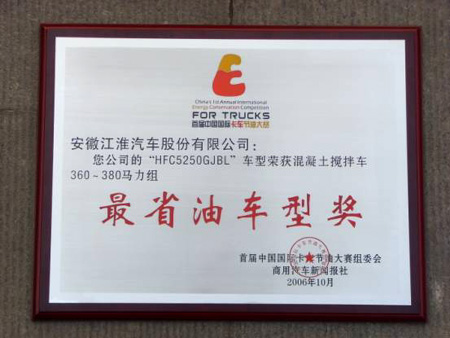 China's 1st Annual International
Energy Conservation Competition
FOR TRUCKS
首届中国国际卡车节油大赛
安徽江淮汽车股份有限公司：
您公司的“HFC5250GJBL”车型荣获混凝土搅拌车
360～380马力组
最省油车型奖
首届中国国际卡车节油大赛组委会
商用汽车新闻报社
2006年10月